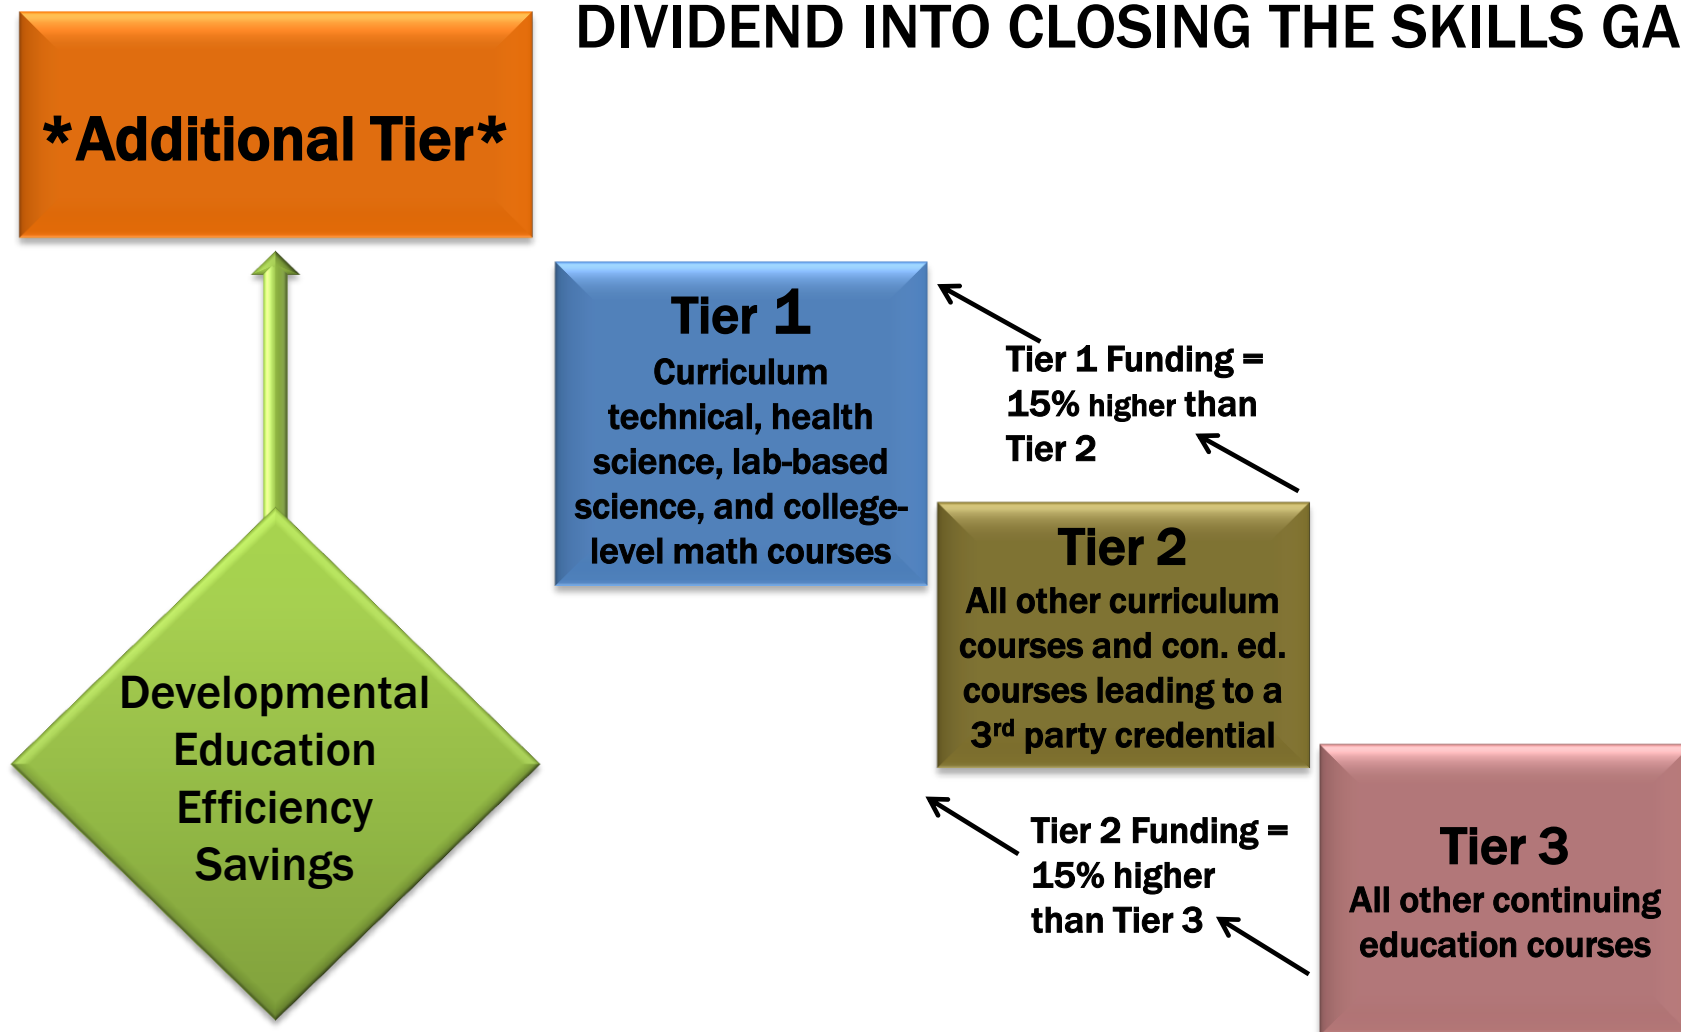 DIVIDEND INTO CLOSING THE SKILLS GA
*Additional Tier*
Tier 1
Curriculum
technical, health
science, lab-based
science, and college-
level math courses
Tier 1 Funding =
15% higher than
Tier 2
Tier 2
All other curriculum
courses and con. ed.
courses leading to a
3rd party credential
Developmental
Education
Efficiency
Savings
Tier 2 Funding =
15% higher
than Tier 3
Tier 3
All other continuing
education courses